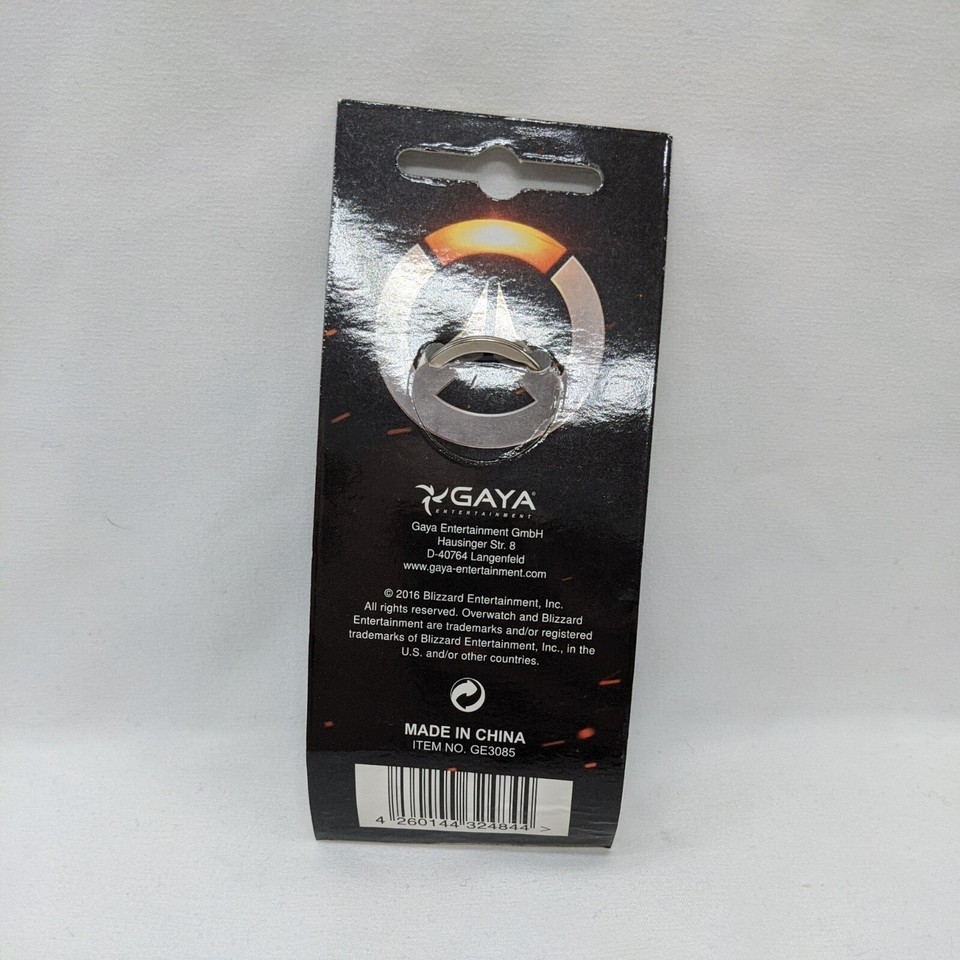 GAYA®
ENTERTAINMENT
Gaya Entertainment GmbH
Hausinger Str. 8
D-40764 Langenfeld
www.gaya-entertainment.com
© 2016 Blizzard Entertainment, Inc.
All rights reserved. Overwatch and Blizzard
Entertainment are trademarks and/or registered
trademarks of Blizzard Entertainment, Inc., in the
U.S. and/or other countries.
MADE IN CHINA
ITEM NO. GE3085
4 260144 324844 >